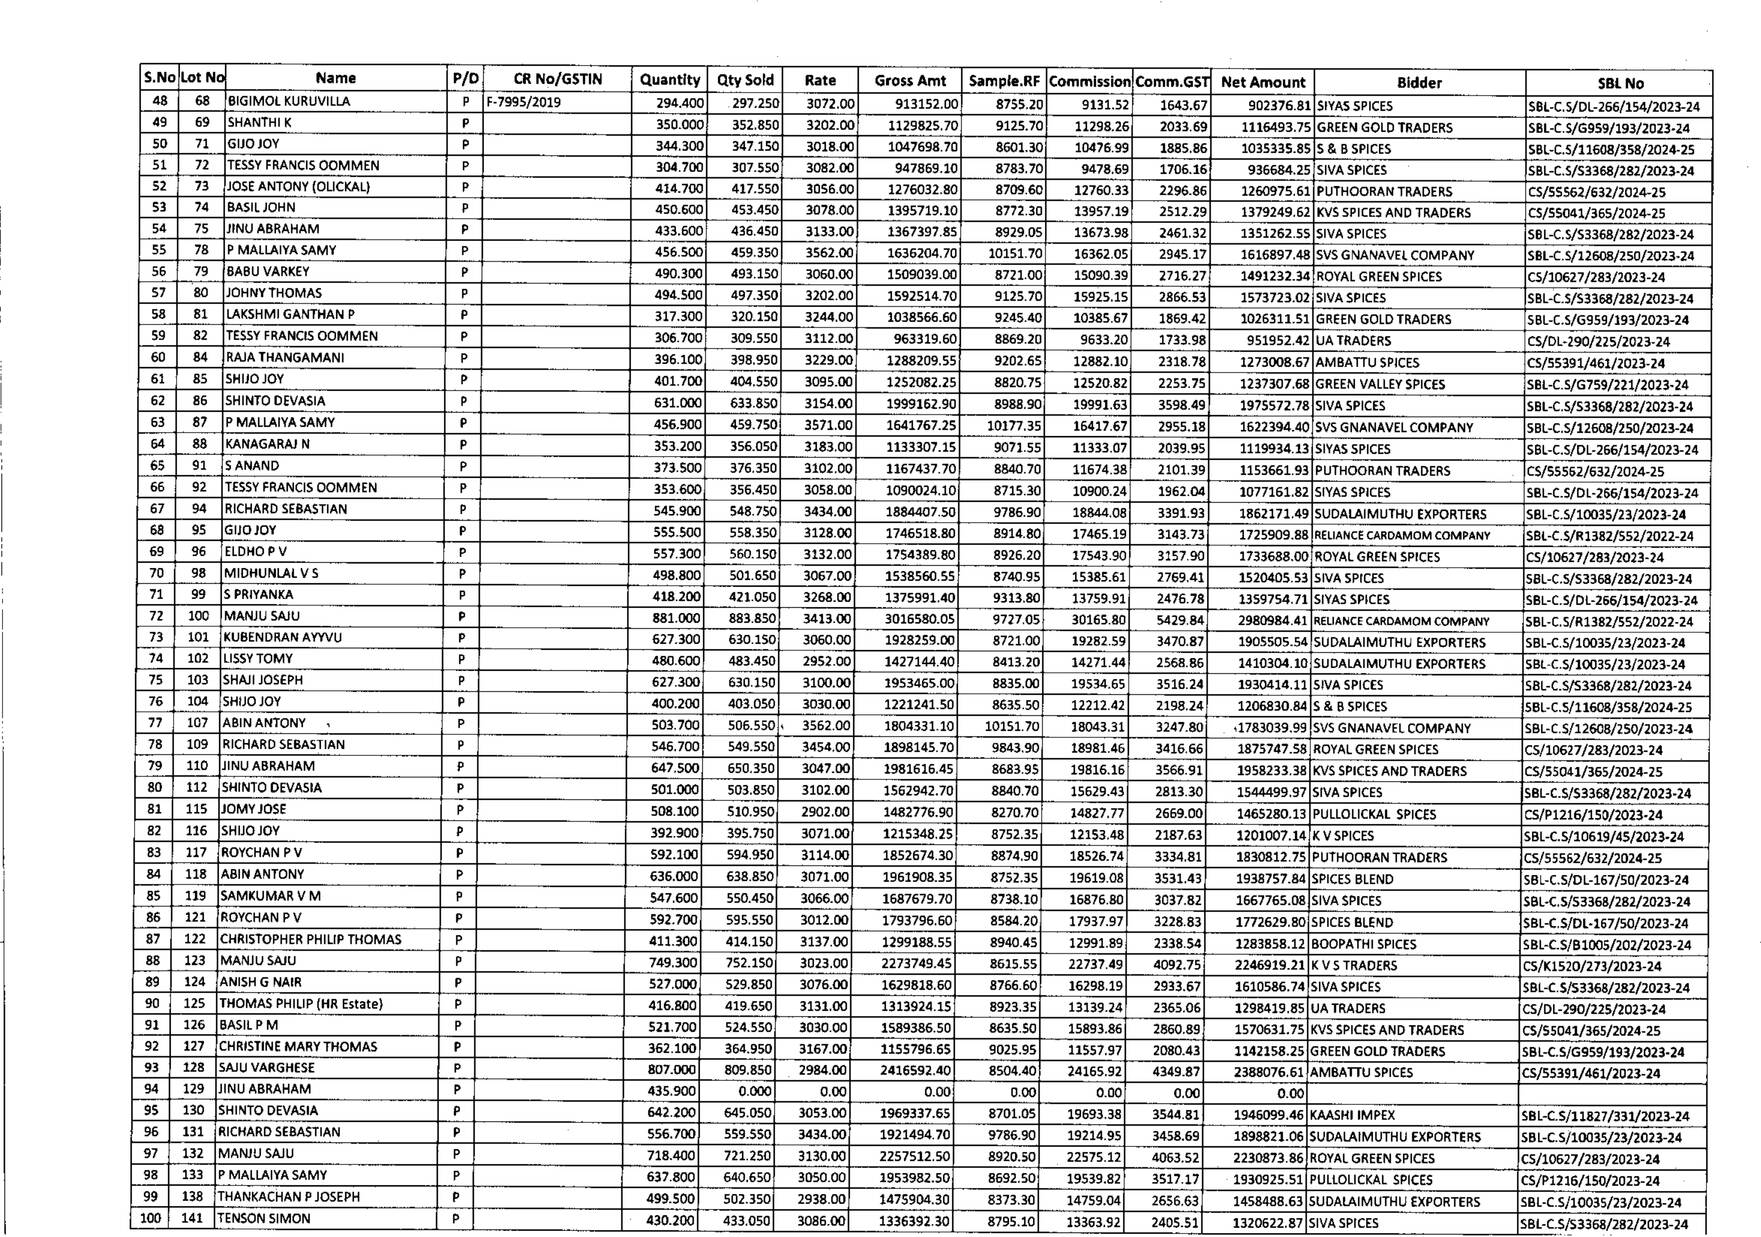 S.No Lot No Name P/D CR No/GSTIN Quantity Qty Sold Rate Gross Amt Sample.RF Commission Comm.GST Net Amount Bidder SBL No
48 68 BIGIMOL KURUVILLA P F-7995/2019 294.400 297.250 3072.00 913152.00 8755.20 9131.52 1643.67 902376.81 SIYAS SPICES SBL-C.S/DL-266/154/2023-24
49 69 SHANTHI K P 350.000 352.850 3202.00 1129825.70 9125.70 11298.26 2033.69 1116493.75 GREEN GOLD TRADERS SBL-C.S/G959/193/2023-24
50 71 GIJO JOY P 344.300 347.150 3018.00 1047698.70 8601.30 10476.99 1885.86 1035335.85 S & B SPICES SBL-C.S/11608/358/2024-25
51 72 TESSY FRANCIS OOMMEN P 304.700 307.550 3082.00 947869.10 8783.70 9478.69 1706.16 936684.25 SIVA SPICES SBL-C.S/S3368/282/2023-24
52 73 JOSE ANTONY (OLICKAL) P 414.700 417.550 3056.00 1276032.80 8709.60 12760.33 2296.86 1260975.61 PUTHOORAN TRADERS CS/55562/632/2024-25
53 74 BASIL JOHN P 450.600 453.450 3078.00 1395719.10 8772.30 13957.19 2512.29 1379249.62 KVS SPICES AND TRADERS CS/55041/365/2024-25
54 75 JINU ABRAHAM P 433.600 436.450 3133.00 1367397.85 8929.05 13673.98 2461.32 1351262.55 SIVA SPICES SBL-C.S/S3368/282/2023-24
55 78 P MALLAIYA SAMY P 456.500 459.350 3562.00 1636204.70 10151.70 16362.05 2945.17 1616897.48 SVS GNANAVEL COMPANY SBL-C.S/12608/250/2023-24
56 79 BABU VARKEY P 490.300 493.150 3060.00 1509039.00 8721.00 15090.39 2716.27 1491232.34 ROYAL GREEN SPICES CS/10627/283/2023-24
57 80 JOHNY THOMAS P 494.500 497.350 3202.00 1592514.70 9125.70 15925.15 2866.53 1573723.02 SIVA SPICES SBL-C.S/S3368/282/2023-24
58 81 LAKSHMI GANTHAN P P 317.300 320.150 3244.00 1038566.60 9245.40 10385.67 1869.42 1026311.51 GREEN GOLD TRADERS SBL-C.S/G959/193/2023-24
59 82 TESSY FRANCIS OOMMEN P 306.700 309.550 3112.00 963319.60 8869.20 9633.20 1733.98 951952.42 UA TRADERS CS/DL-290/225/2023-24
60 84 RAJA THANGAMANI P 396.100 398.950 3229.00 1288209.55 9202.65 12882.10 2318.78 1273008.67 AMBATTU SPICES CS/55391/461/2023-24
61 85 SHIJO JOY P 401.700 404.550 3095.00 1252082.25 8820.75 12520.82 2253.75 1237307.68 GREEN VALLEY SPICES SBL-C.S/G759/221/2023-24
62 86 SHINTO DEVASIA P 631.000 633.850 3154.00 1999162.90 8988.90 19991.63 3598.49 1975572.78 SIVA SPICES SBL-C.S/S3368/282/2023-24
63 87 P MALLAIYA SAMY P 456.900 459.750 3571.00 1641767.25 10177.35 16417.67 2955.18 1622394.40 SVS GNANAVEL COMPANY SBL-C.S/12608/250/2023-24
64 88 KANAGARAJ N P 353.200 356.050 3183.00 1133307.15 9071.55 11333.07 2039.95 1119934.13 SIYAS SPICES SBL-C.S/DL-266/154/2023-24
65 91 S ANAND P 373.500 376.350 3102.00 1167437.70 8840.70 11674.38 2101.39 1153661.93 PUTHOORAN TRADERS CS/55562/632/2024-25
66 92 TESSY FRANCIS OOMMEN P 353.600 356.450 3058.00 1090024.10 8715.30 10900.24 1962.04 1077161.82 SIYAS SPICES SBL-C.S/DL-266/154/2023-24
67 94 RICHARD SEBASTIAN P 545.900 548.750 3434.00 1884407.50 9786.90 18844.08 3391.93 1862171.49 SUDALAIMUTHU EXPORTERS SBL-C.S/10035/23/2023-24
68 95 GIJO JOY P 555.500 558.350 3128.00 1746518.80 8914.80 17465.19 3143.73 1725909.88 RELIANCE CARDAMOM COMPANY SBL-C.S/R1382/552/2022-24
69 96 ELDHO P V P 557.300 560.150 3132.00 1754389.80 8926.20 17543.90 3157.90 1733688.00 ROYAL GREEN SPICES CS/10627/283/2023-24
70 98 MIDHUNLAL V S P 498.800 501.650 3067.00 1538560.55 8740.95 15385.61 2769.41 1520405.53 SIVA SPICES SBL-C.S/S3368/282/2023-24
71 99 S PRIYANKA P 418.200 421.050 3268.00 1375991.40 9313.80 13759.91 2476.78 1359754.71 SIYAS SPICES SBL-C.S/DL-266/154/2023-24
72 100 MANJU SAJU P 881.000 883.850 3413.00 3016580.05 9727.05 30165.80 5429.84 2980984.41 RELIANCE CARDAMOM COMPANY SBL-C.S/R1382/552/2022-24
73 101 KUBENDRAN AYYVU P 627.300 630.150 3060.00 1928259.00 8721.00 19282.59 3470.87 1905505.54 SUDALAIMUTHU EXPORTERS SBL-C.S/10035/23/2023-24
74 102 LISSY TOMY P 480.600 483.450 2952.00 1427144.40 8413.20 14271.44 2568.86 1410304.10 SUDALAIMUTHU EXPORTERS SBL-C.S/10035/23/2023-24
75 103 SHAJI JOSEPH P 627.300 630.150 3100.00 1953465.00 8835.00 19534.65 3516.24 1930414.11 SIVA SPICES SBL-C.S/S3368/282/2023-24
76 104 SHIJO JOY P 400.200 403.050 3030.00 1221241.50 8635.50 12212.42 2198.24 1206830.84 S & B SPICES SBL-C.S/11608/358/2024-25
77 107 ABIN ANTONY P 503.700 506.550 3562.00 1804331.10 10151.70 18043.31 3247.80 1783039.99 SVS GNANAVEL COMPANY SBL-C.S/12608/250/2023-24
78 109 RICHARD SEBASTIAN P 546.700 549.550 3454.00 1898145.70 9843.90 18981.46 3416.66 1875747.58 ROYAL GREEN SPICES CS/10627/283/2023-24
79 110 JINU ABRAHAM P 647.500 650.350 3047.00 1981616.45 8683.95 19816.16 3566.91 1958233.38 KVS SPICES AND TRADERS CS/55041/365/2024-25
80 112 SHINTO DEVASIA P 501.000 503.850 3102.00 1562942.70 8840.70 15629.43 2813.30 1544499.97 SIVA SPICES SBL-C.S/S3368/282/2023-24
81 115 JOMY JOSE P 508.100 510.950 2902.00 1482776.90 8270.70 14827.77 2669.00 1465280.13 PULLOLICKAL SPICES CS/P1216/150/2023-24
82 116 SHIJO JOY P 392.900 395.750 3071.00 1215348.25 8752.35 12153.48 2187.63 1201007.14 K V SPICES SBL-C.S/10619/45/2023-24
83 117 ROYCHAN P V P 592.100 594.950 3114.00 1852674.30 8874.90 18526.74 3334.81 1830812.75 PUTHOORAN TRADERS CS/55562/632/2024-25
84 118 ABIN ANTONY P 636.000 638.850 3071.00 1961908.35 8752.35 19619.08 3531.43 1938757.84 SPICES BLEND SBL-C.S/DL-167/50/2023-24
85 119 SAMKUMAR V M P 547.600 550.450 3066.00 1687679.70 8738.10 16876.80 3037.82 1667765.08 SIVA SPICES SBL-C.S/S3368/282/2023-24
86 121 ROYCHAN P V P 592.700 595.550 3012.00 1793796.60 8584.20 17937.97 3228.83 1772629.80 SPICES BLEND SBL-C.S/DL-167/50/2023-24
87 122 CHRISTOPHER PHILIP THOMAS P 411.300 414.150 3137.00 1299188.55 8940.45 12991.89 2338.54 1283858.12 BOOPATHI SPICES SBL-C.S/B1005/202/2023-24
88 123 MANJU SAJU P 749.300 752.150 3023.00 2273749.45 8615.55 22737.49 4092.75 2246919.21 K V S TRADERS CS/K1520/273/2023-24
89 124 ANISH G NAIR P 527.000 529.850 3076.00 1629818.60 8766.60 16298.19 2933.67 1610586.74 SIVA SPICES SBL-C.S/S3368/282/2023-24
90 125 THOMAS PHILIP (HR Estate) P 416.800 419.650 3131.00 1313924.15 8923.35 13139.24 2365.06 1298419.85 UA TRADERS CS/DL-290/225/2023-24
91 126 BASIL P M P 521.700 524.550 3030.00 1589386.50 8635.50 15893.86 2860.89 1570631.75 KVS SPICES AND TRADERS CS/55041/365/2024-25
92 127 CHRISTINE MARY THOMAS P 362.100 364.950 3167.00 1155796.65 9025.95 11557.97 2080.43 1142158.25 GREEN GOLD TRADERS SBL-C.S/G959/193/2023-24
93 128 SAJU VARGHESE P 807.000 809.850 2984.00 2416592.40 8504.40 24165.92 4349.87 2388076.61 AMBATTU SPICES CS/55391/461/2023-24
94 129 JINU ABRAHAM P 435.900 0.000 0.00 0.00 0.00 0.00 0.00 0.00
95 130 SHINTO DEVASIA P 642.200 645.050 3053.00 1969337.65 8701.05 19693.38 3544.81 1946099.46 KAASHI IMPEX SBL-C.S/11827/331/2023-24
96 131 RICHARD SEBASTIAN P 556.700 559.550 3434.00 1921494.70 9786.90 19214.95 3458.69 1898821.06 SUDALAIMUTHU EXPORTERS SBL-C.S/10035/23/2023-24
97 132 MANJU SAJU P 718.400 721.250 3130.00 2257512.50 8920.50 22575.12 4063.52 2230873.86 ROYAL GREEN SPICES CS/10627/283/2023-24
98 133 P MALLAIYA SAMY P 637.800 640.650 3050.00 1953982.50 8692.50 19539.82 3517.17 1930925.51 PULLOLICKAL SPICES CS/P1216/150/2023-24
99 138 THANKACHAN P JOSEPH P 499.500 502.350 2938.00 1475904.30 8373.30 14759.04 2656.63 1458488.63 SUDALAIMUTHU EXPORTERS SBL-C.S/10035/23/2023-24
100 141 TENSON SIMON P 430.200 433.050 3086.00 1336392.30 8795.10 13363.92 2405.51 1320622.87 SIVA SPICES SBL-C.S/S3368/282/2023-24